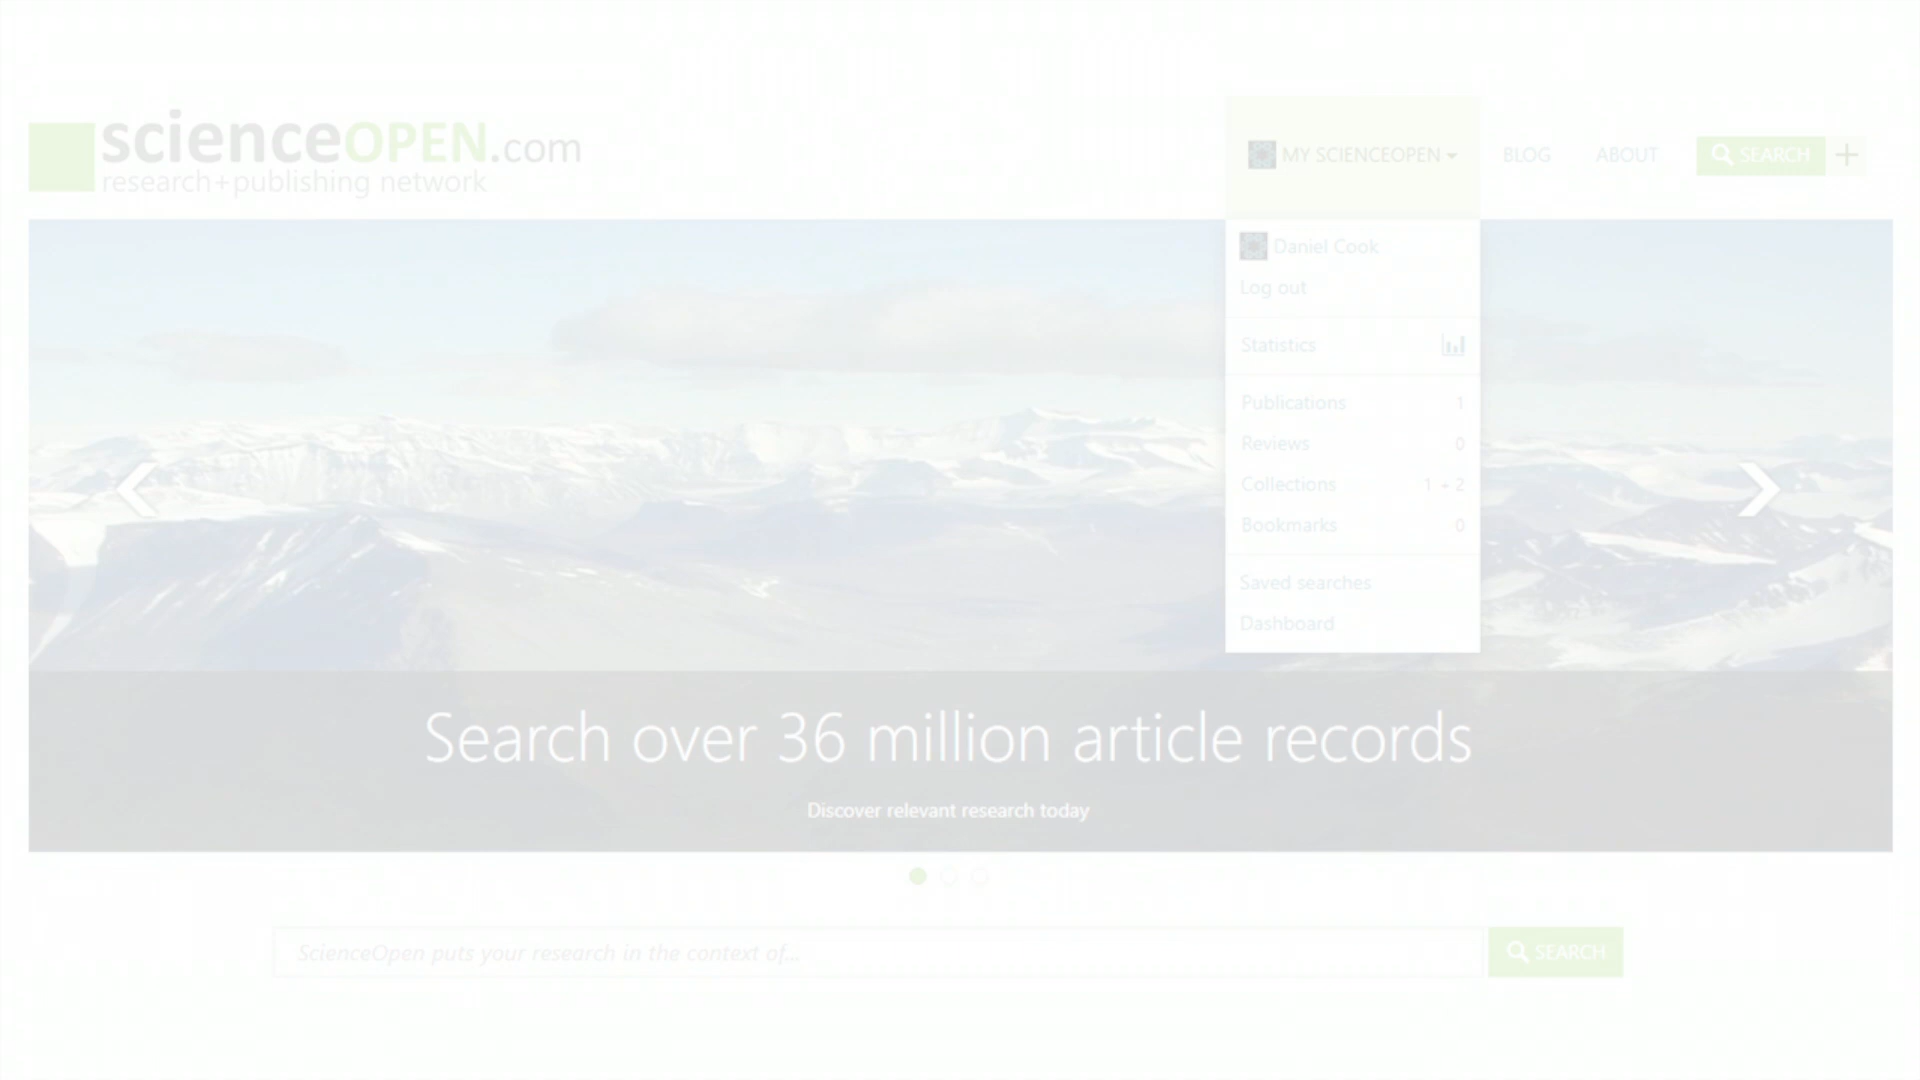 scienceOPEN.com
research+publishing network
MY SCIENCEOPEN
BLOG
ABOUT
SEARCH
Daniel Cook
Log out
Statistics
Publications 1
Reviews 0
Collections 1 + 2
Bookmarks 0
Saved searches
Dashboard
Search over 36 million article records
Discover relevant research today
ScienceOpen puts your research in the context of...
SEARCH